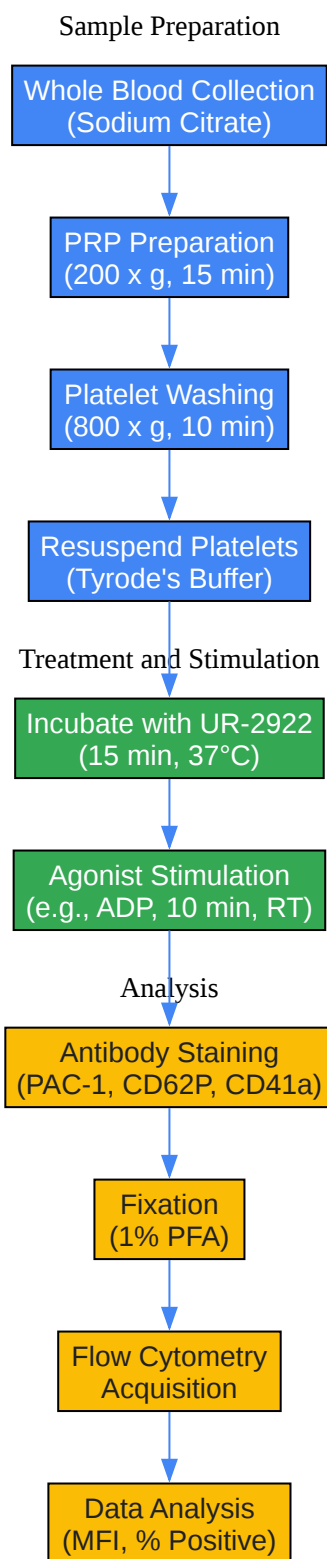 Sample Preparation
Whole Blood Collection
(Sodium Citrate)
PRP Preparation
(200 x g, 15 min)
Platelet Washing
(800 x g, 10 min)
Resuspend Platelets
(Tyrode's Buffer)
Treatment and Stimulation
Incubate with UR-2922
(15 min, 37°C)
Agonist Stimulation
(e.g., ADP, 10 min, RT)
Analysis
Antibody Staining
(PAC-1, CD62P, CD41a)
Fixation
(1% PFA)
Flow Cytometry
Acquisition
Data Analysis
(MFI, % Positive)